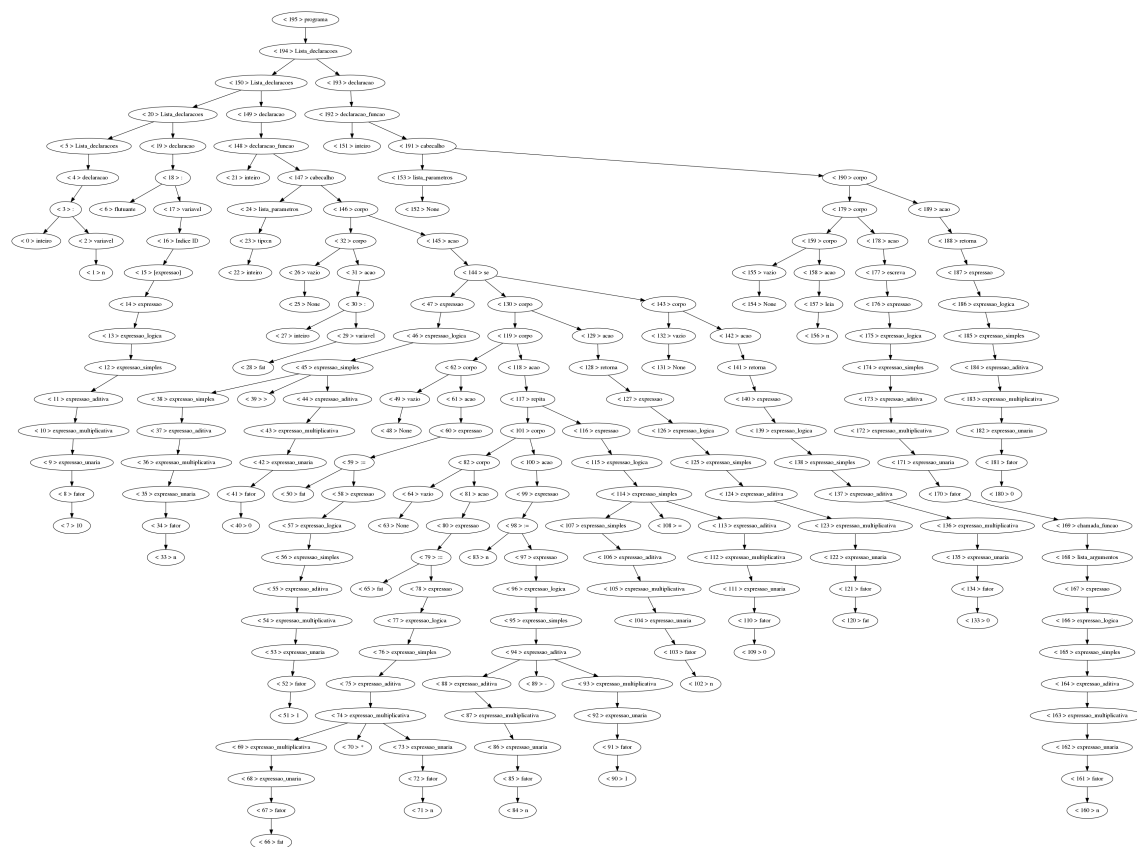 < 195 > programa
< 194 > Lista_declaracoes
< 150 > Lista_declaracoes
< 193 > declaracao
< 20 > Lista_declaracoes
< 149 > declaracao
< 192 > declaracao_funcao
< 5 > Lista_declaracoes
< 19 > declaracao
< 148 > declaracao_funcao
< 151 > inteiro
< 191 > cabecalho
< 4 > declaracao
< 18 > :
< 21 > inteiro
< 147 > cabecalho
< 153 > lista_parametros
< 190 > corpo
< 3 > :
< 6 > flutuante
< 17 > variavel
< 24 > lista_parametros
< 146 > corpo
< 152 > None
< 179 > corpo
< 189 > acao
< 0 > inteiro
< 2 > variavel
< 16 > Indice ID
< 32 > corpo
< 145 > acao
< 159 > corpo
< 178 > acao
< 188 > retorna
< 1 > n
< 15 > [expressao]
< 22 > inteiro
< 26 > vazio
< 31 > acao
< 144 > se
< 155 > vazio
< 158 > acao
< 177 > escreva
< 187 > expressao
< 14 > expressao
< 25 > None
< 30 > :
< 47 > expressao
< 130 > corpo
< 143 > corpo
< 154 > None
< 157 > leia
< 176 > expressao
< 186 > expressao_logica
< 13 > expressao_logica
< 27 > inteiro
< 29 > variavel
< 46 > expressao_logica
< 119 > corpo
< 129 > acao
< 132 > vazio
< 142 > acao
< 156 > n
< 175 > expressao_logica
< 185 > expressao_simples
< 12 > expressao_simples
< 28 > fat
< 45 > expressao_simples
< 62 > corpo
< 118 > acao
< 128 > retorna
< 131 > None
< 141 > retorna
< 174 > expressao_simples
< 184 > expressao_aditiva
< 11 > expressao_aditiva
< 38 > expressao_simples
< 39 > >
< 44 > expressao_aditiva
< 49 > vazio
< 61 > acao
< 117 > repita
< 127 > expressao
< 140 > expressao
< 173 > expressao_aditiva
< 183 > expressao_multiplicativa
< 10 > expressao_multiplicativa
< 37 > expressao_aditiva
< 43 > expressao_multiplicativa
< 48 > None
< 60 > expressao
< 101 > corpo
< 116 > expressao
< 126 > expressao_logica
< 139 > expressao_logica
< 172 > expressao_multiplicativa
< 182 > expressao_unaria
< 9 > expressao_unaria
< 36 > expressao_multiplicativa
< 42 > expressao_unaria
< 59 > :=
< 82 > corpo
< 100 > acao
< 115 > expressao_logica
< 125 > expressao_simples
< 138 > expressao_simples
< 171 > expressao_unaria
< 181 > fator
< 8 > fator
< 35 > expressao_unaria
< 41 > fator
< 50 > fat
< 58 > expressao
< 64 > vazio
< 81 > acao
< 99 > expressao
< 114 > expressao_simples
< 124 > expressao_aditiva
< 137 > expressao_aditiva
< 170 > fator
< 180 > 0
< 7 > 10
< 34 > fator
< 40 > 0
< 57 > expressao_logica
< 63 > None
< 80 > expressao
< 98 > :=
< 107 > expressao_simples
< 108 > =
< 113 > expressao_aditiva
< 123 > expressao_multiplicativa
< 136 > expressao_multiplicativa
< 169 > chamada_funcao
< 33 > n
< 56 > expressao_simples
< 79 > :=
< 83 > n
< 97 > expressao
< 106 > expressao_aditiva
< 112 > expressao_multiplicativa
< 122 > expressao_unaria
< 135 > expressao_unaria
< 168 > lista_argumentos
< 55 > expressao_aditiva
< 65 > fat
< 78 > expressao
< 96 > expressao_logica
< 105 > expressao_multiplicativa
< 111 > expressao_unaria
< 121 > fator
< 134 > fator
< 167 > expressao
< 54 > expressao_multiplicativa
< 77 > expressao_logica
< 95 > expressao_simples
< 104 > expressao_unaria
< 110 > fator
< 120 > fat
< 133 > 0
< 166 > expressao_logica
< 53 > expressao_unaria
< 76 > expressao_simples
< 94 > expressao_aditiva
< 103 > fator
< 109 > 0
< 165 > expressao_simples
< 52 > fator
< 75 > expressao_aditiva
< 88 > expressao_aditiva
< 89 > -
< 93 > expressao_multiplicativa
< 102 > n
< 164 > expressao_aditiva
< 51 > 1
< 74 > expressao_multiplicativa
< 87 > expressao_multiplicativa
< 92 > expressao_unaria
< 163 > expressao_multiplicativa
< 69 > expressao_multiplicativa
< 70 > *
< 73 > expressao_unaria
< 86 > expressao_unaria
< 91 > fator
< 162 > expressao_unaria
< 68 > expressao_unaria
< 72 > fator
< 85 > fator
< 90 > 1
< 161 > fator
< 67 > fator
< 71 > n
< 84 > n
< 160 > n
< 66 > fat